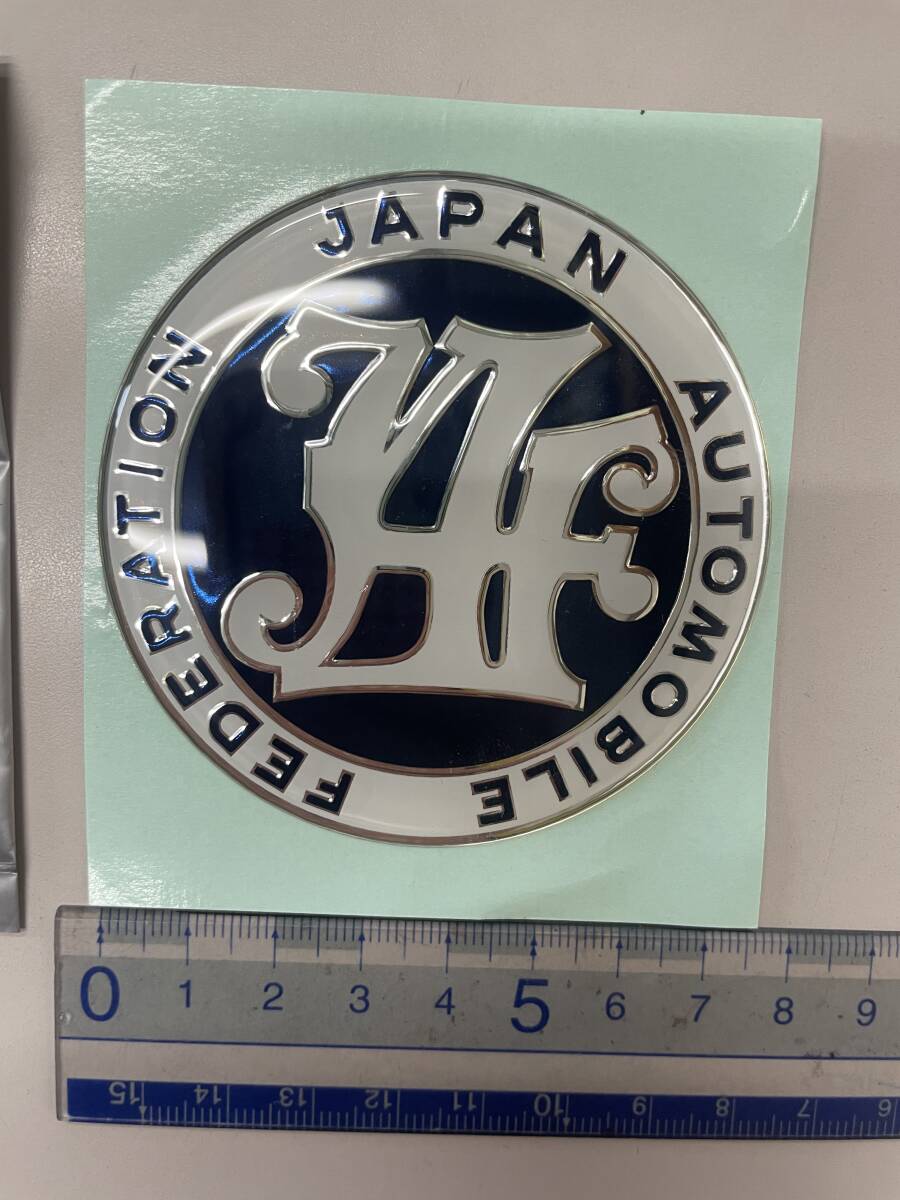 JAPAN AUTOMOBILE FEDERATION
JAF
0 1 2 3 4 5 6 7 8 9
15 14 13 12 11 10 9 8 7 6